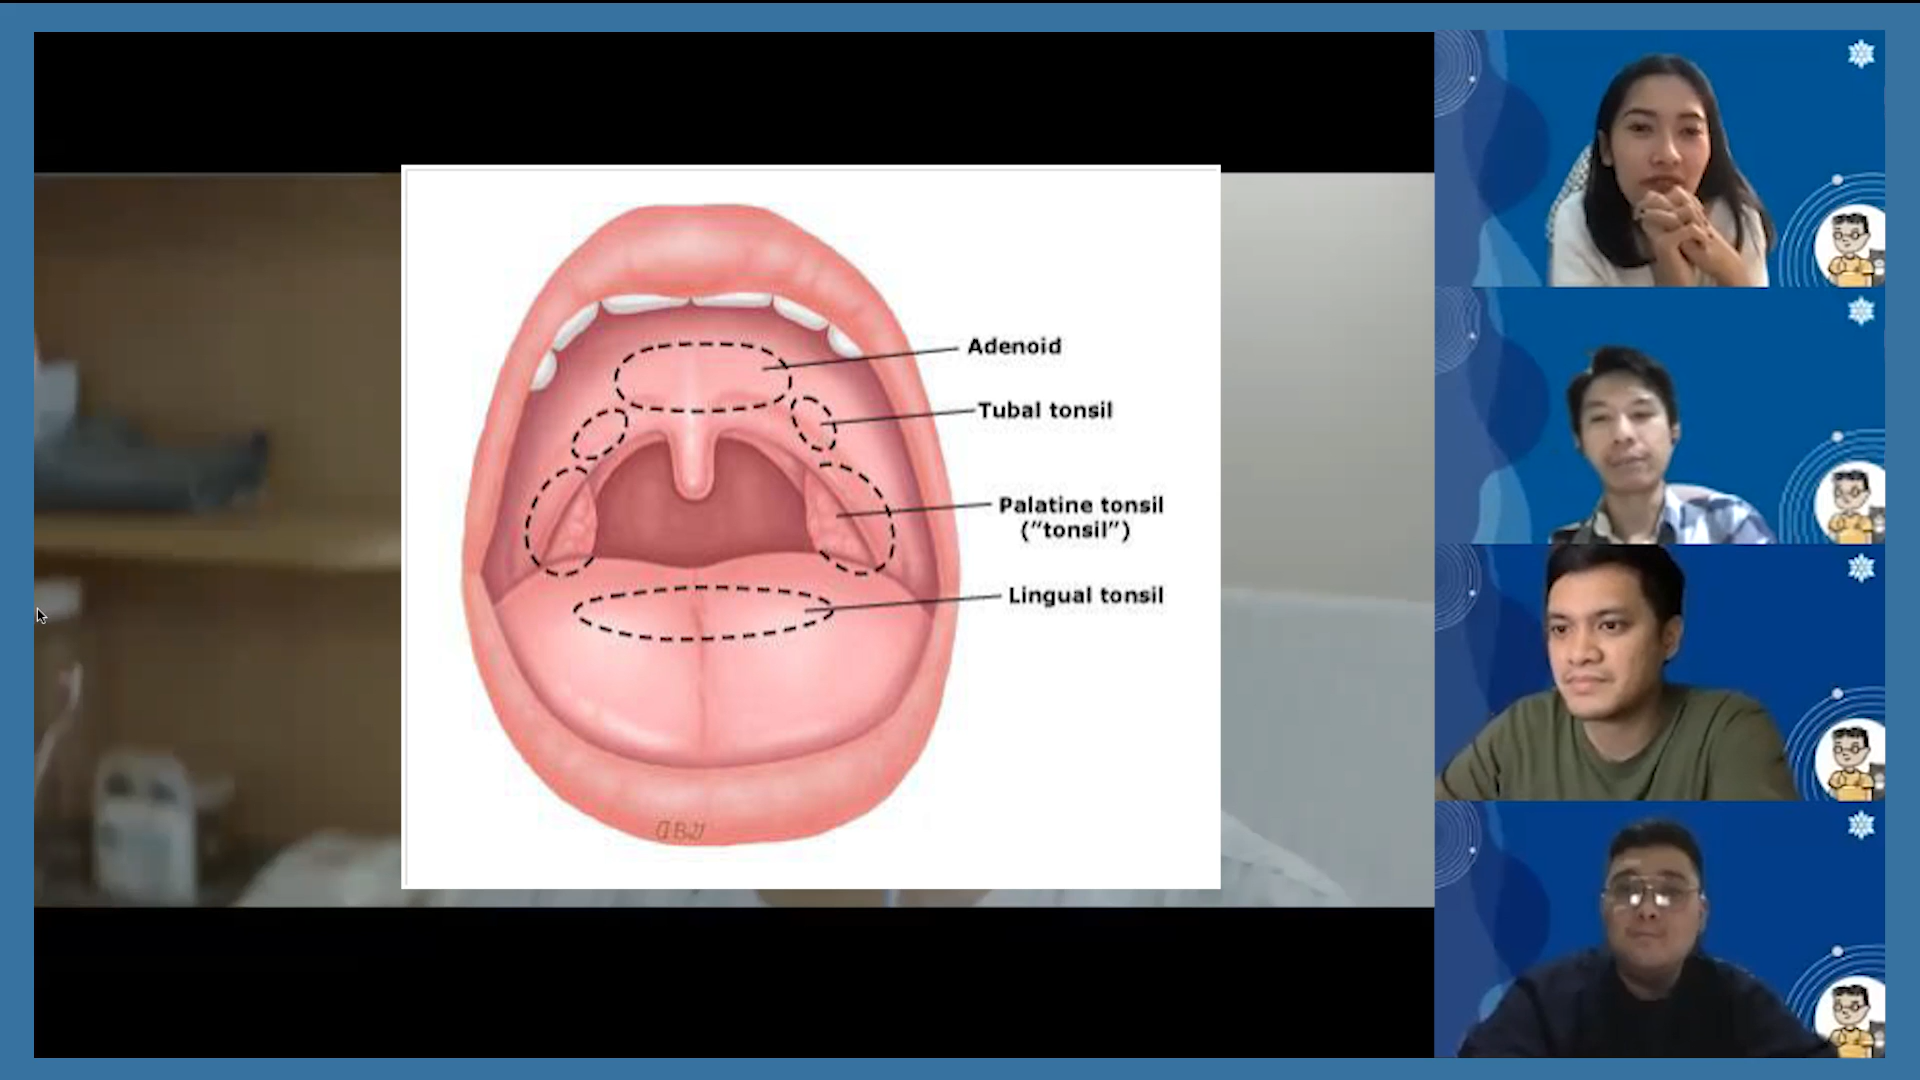 Adenoid
Tubal tonsil
Palatine tonsil
("tonsil")
Lingual tonsil